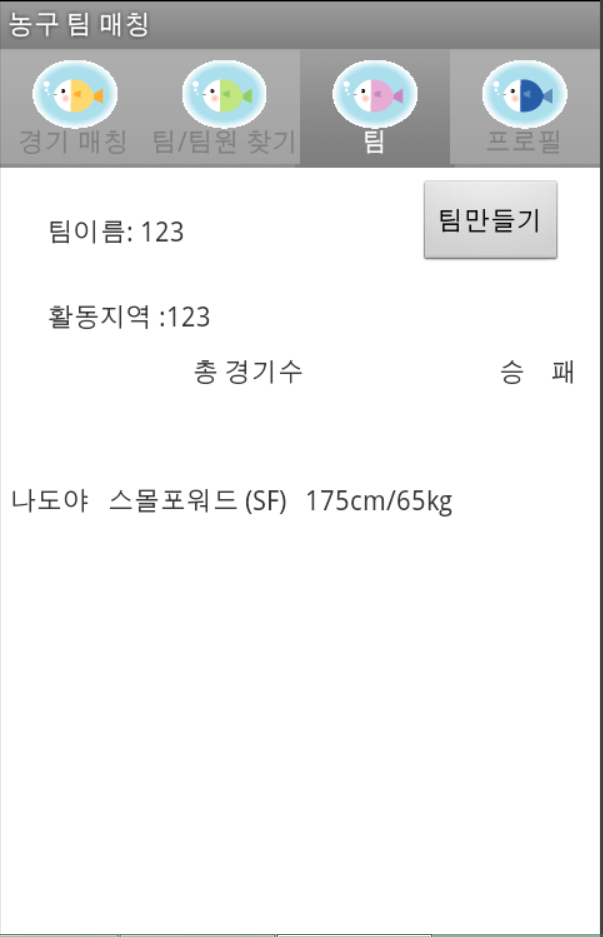 농구 팀 매칭
경기 매칭 팀/팀원 찾기 팀 프로필
팀이름: 123
팀만들기
활동지역 :123
총 경기수 승 패
나도야 스몰포워드 (SF) 175cm/65kg